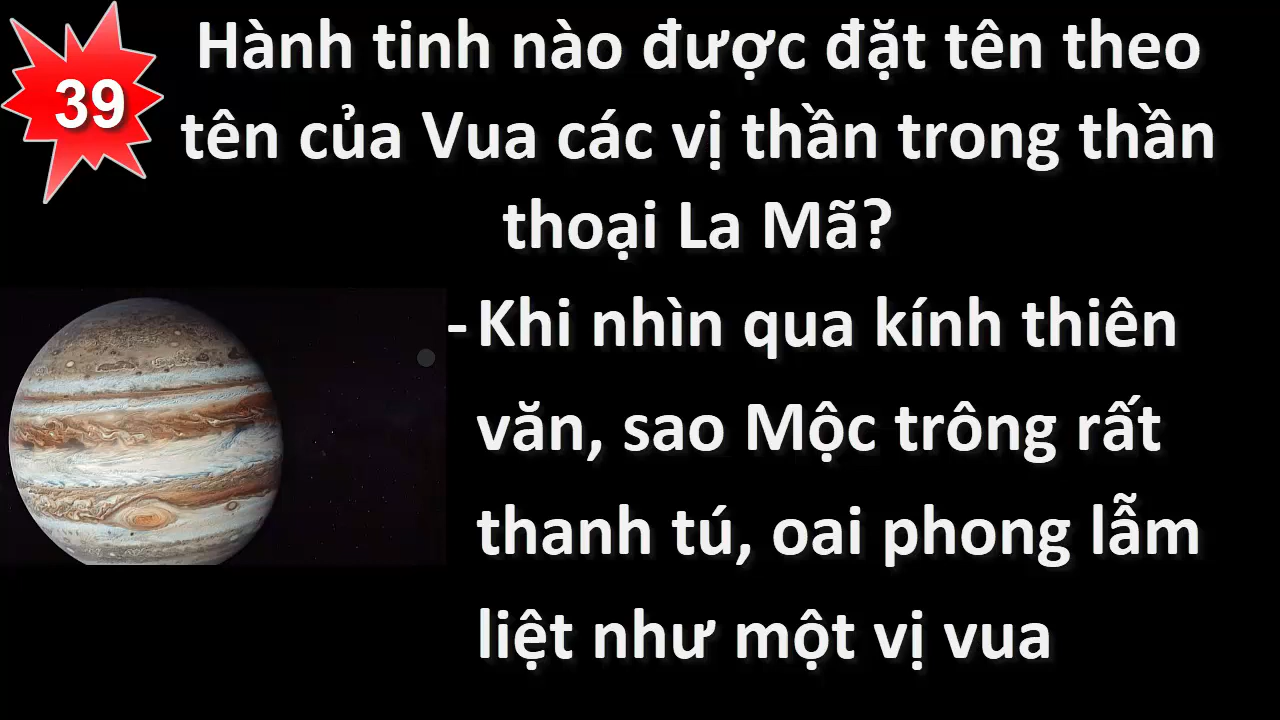 39
Hành tinh nào được đặt tên theo
tên của Vua các vị thần trong thần
thoại La Mã?
- Khi nhìn qua kính thiên
văn, sao Mộc trông rất
thanh tú, oai phong lẫm
liệt như một vị vua